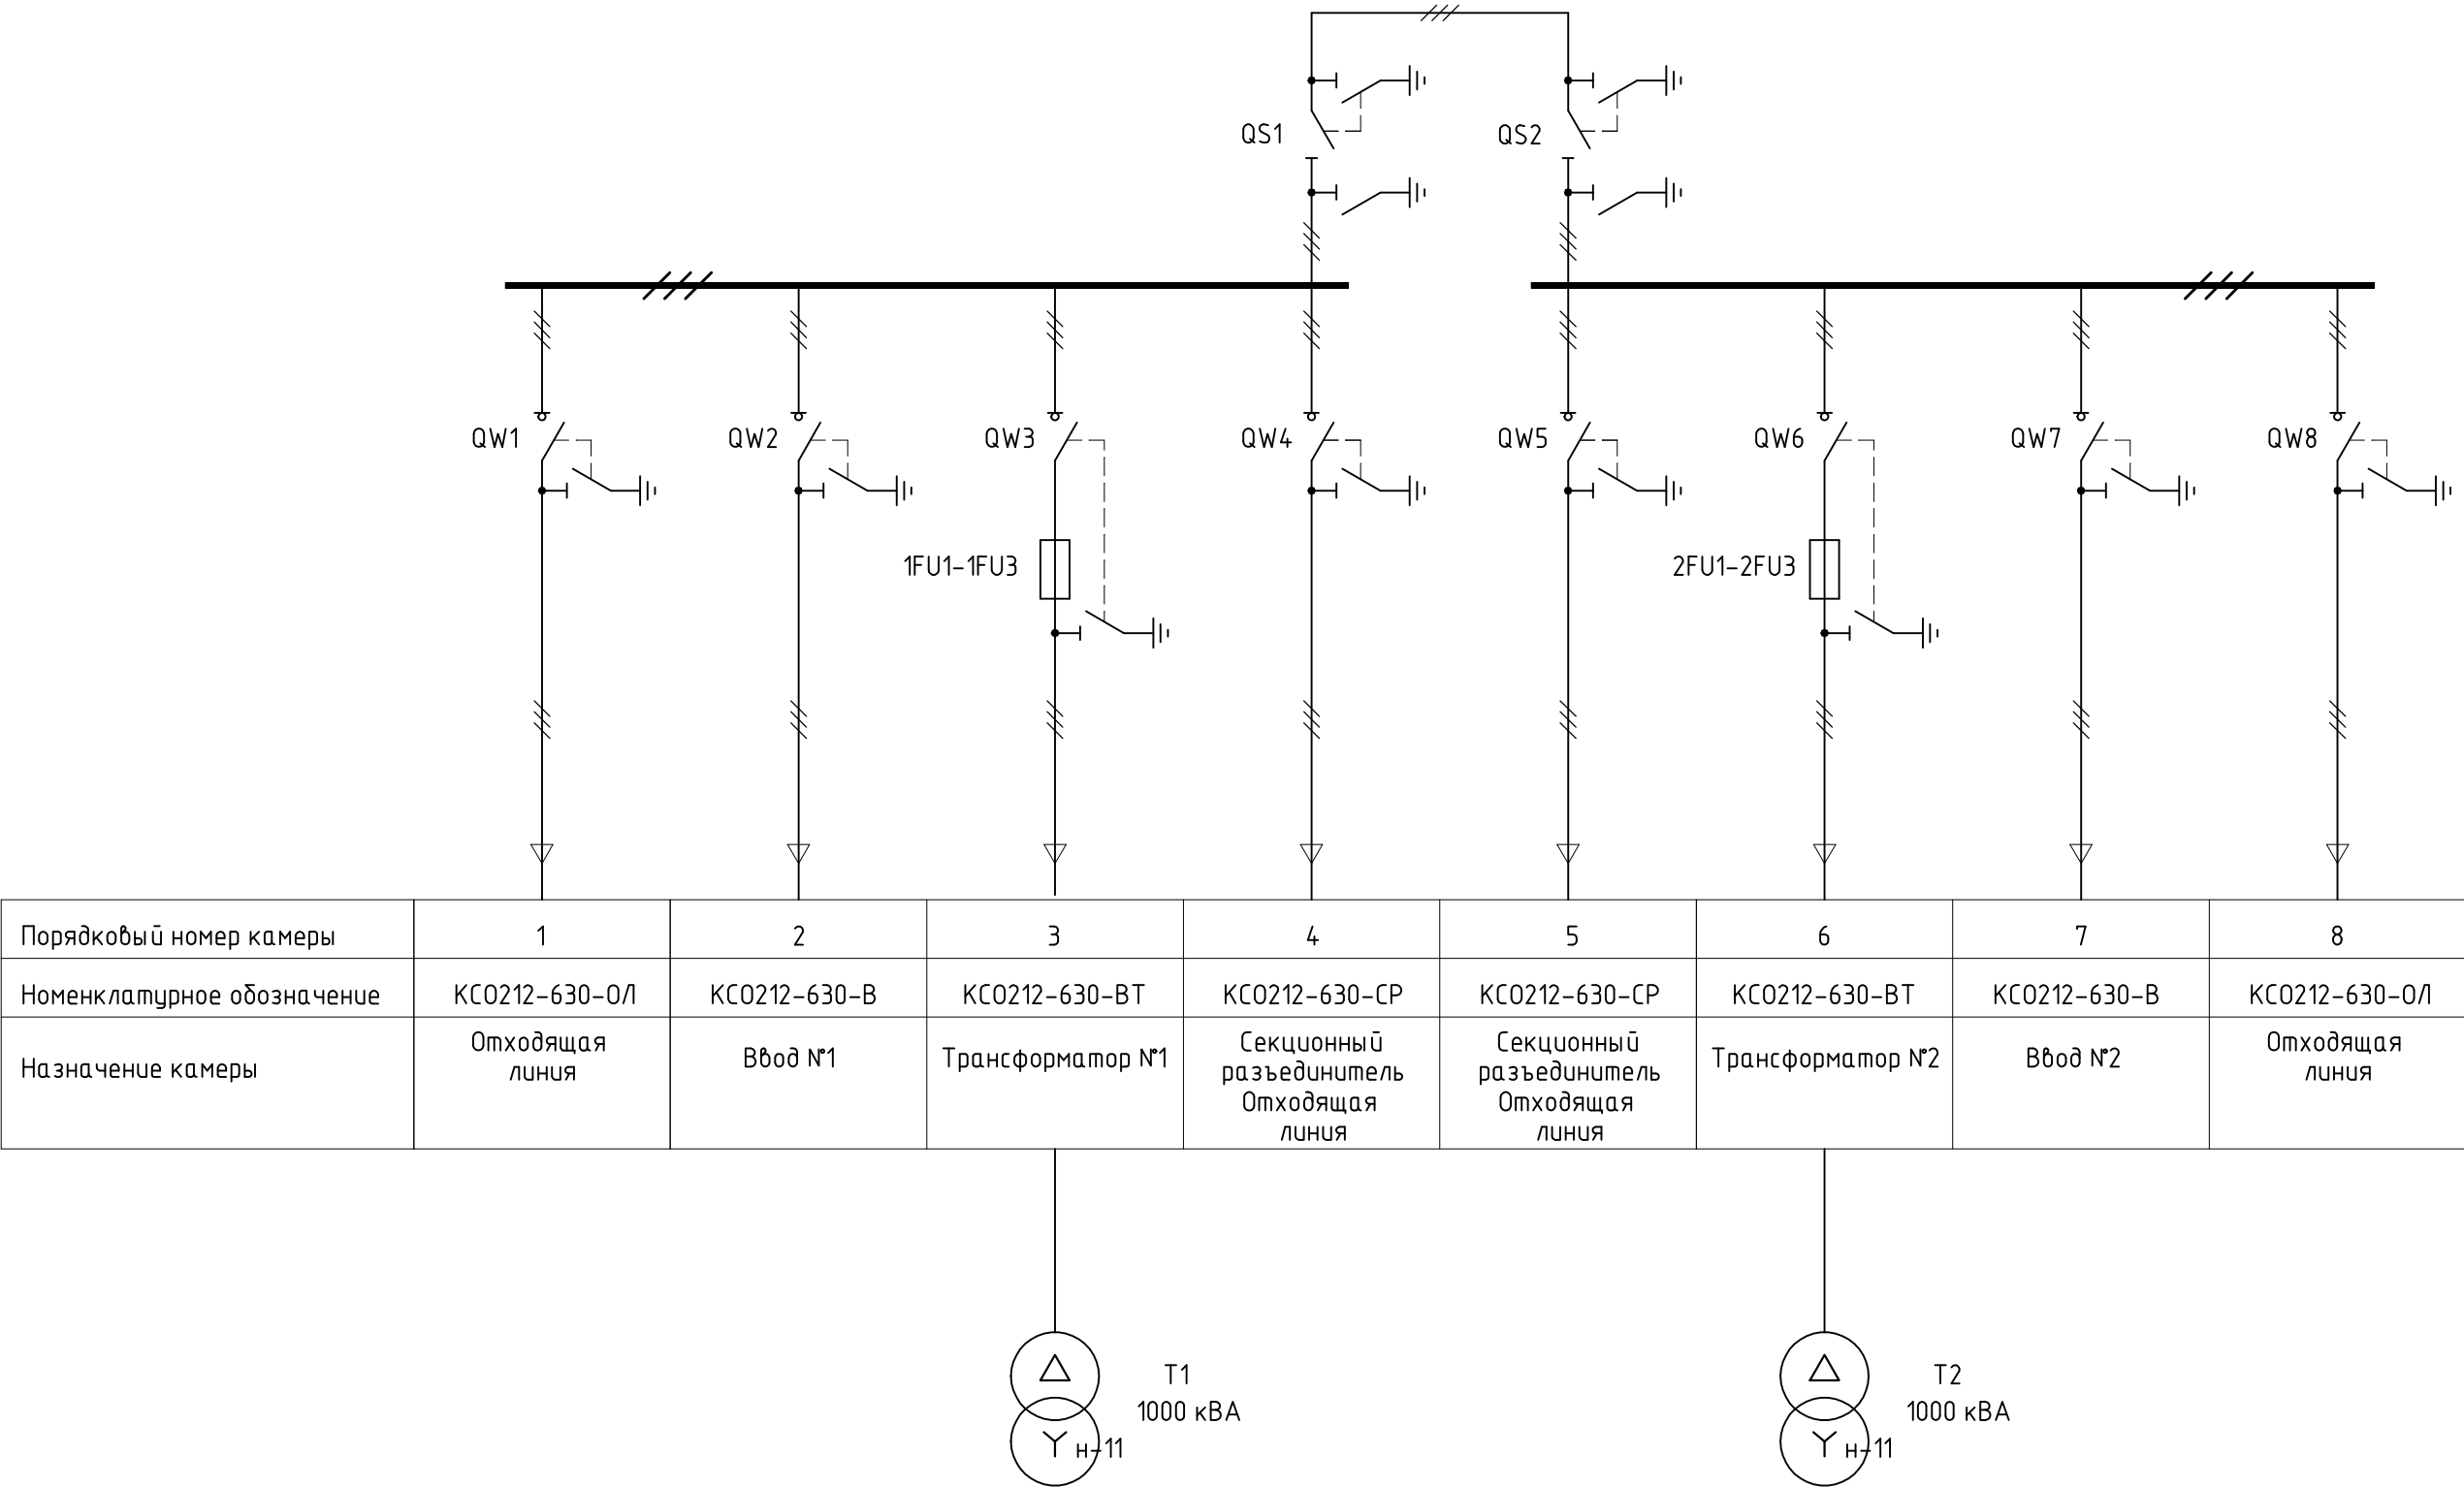 QS1
QS2
QW1
QW2
QW3
QW4
QW5
QW6
QW7
QW8
1FU1-1FU3
2FU1-2FU3
Порядковый номер камеры
1
2
3
4
5
6
7
8
Номенклатурное обозначение
КСО212-630-ОЛ
КСО212-630-В
КСО212-630-ВТ
КСО212-630-СР
КСО212-630-СР
КСО212-630-ВТ
КСО212-630-В
КСО212-630-ОЛ
Назначение камеры
Отходящая
линия
Ввод №1
Трансформатор №1
Секционный
разъединитель
Отходящая
линия
Секционный
разъединитель
Отходящая
линия
Трансформатор №2
Ввод №2
Отходящая
линия
Т1
1000 кВА
н-11
Т2
1000 кВА
н-11